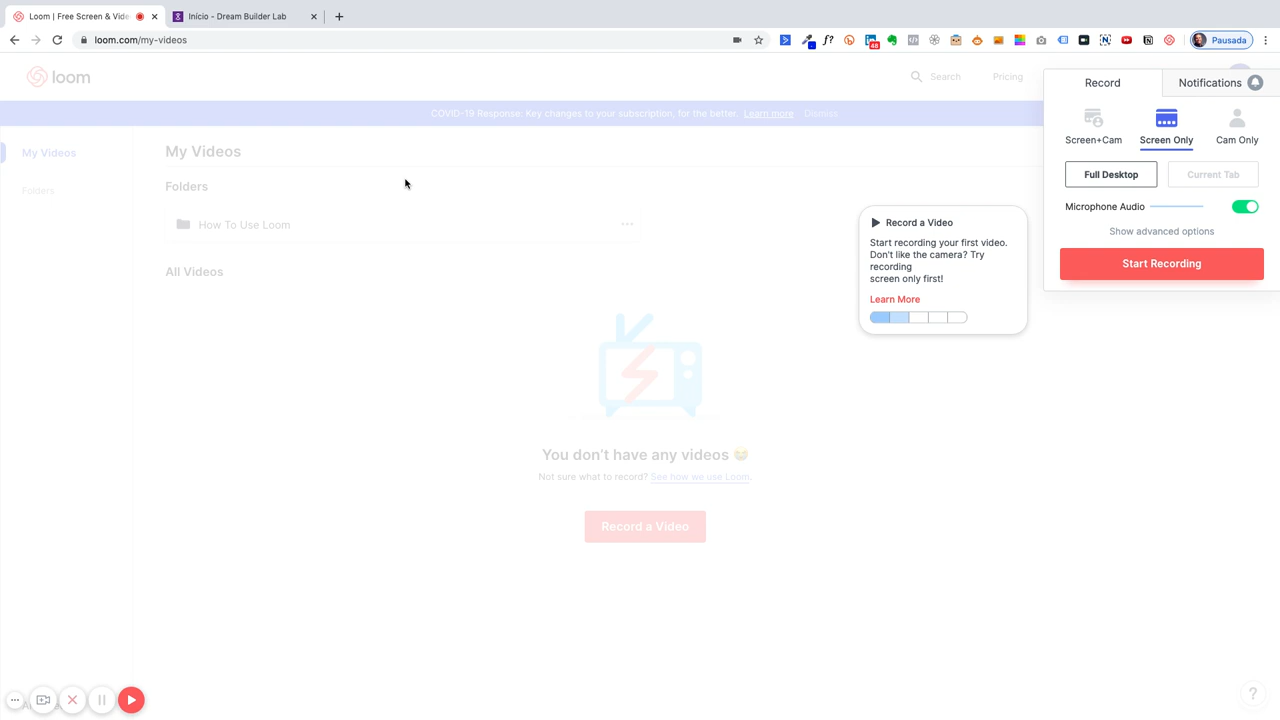 Loom | Free Screen & Vide
Início - Dream Builder Lab
loom.com/my-videos
f?
48
Pausada
loom
Search
Pricing
COVID-19 Response: Key changes to your subscription, for the better. Learn more Dismiss
Record
Notifications
Screen+Cam
Screen Only
Cam Only
Full Desktop
Current Tab
Microphone Audio
Show advanced options
Start Recording
My Videos
Folders
My Videos
Folders
How To Use Loom
All Videos
Record a Video
Start recording your first video.
Don't like the camera? Try
recording
screen only first!
Learn More
You don't have any videos
Not sure what to record? See how we use Loom.
Record a Video
?